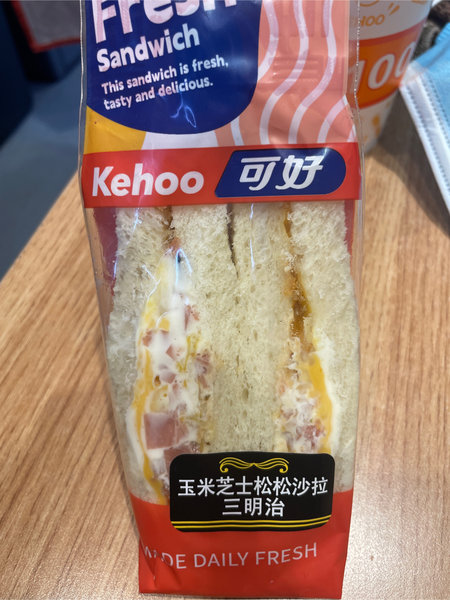 Fresh
Sandwich
This sandwich is fresh,
tasty and delicious.
Kehoo 可好
玉米芝士松松沙拉
三明治
MADE DAILY FRESH